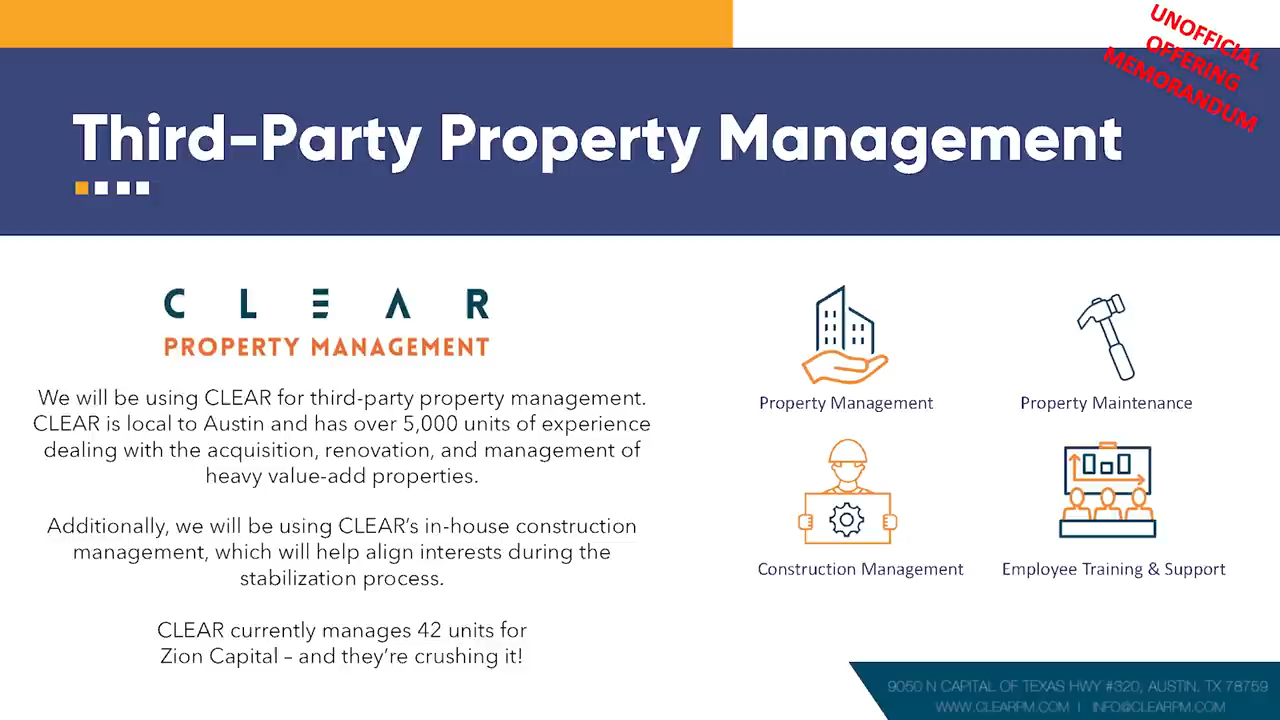 UNOFFICIAL
OFFERING
MEMORANDUM
Third-Party Property Management
CLEAR
PROPERTY MANAGEMENT
We will be using CLEAR for third-party property management.
CLEAR is local to Austin and has over 5,000 units of experience
dealing with the acquisition, renovation, and management of
heavy value-add properties.
Additionally, we will be using CLEAR’s in-house construction
management, which will help align interests during the
stabilization process.
CLEAR currently manages 42 units for
Zion Capital – and they’re crushing it!
Property Management
Property Maintenance
Construction Management
Employee Training & Support
9050 N CAPITAL OF TEXAS HWY #320, AUSTIN. TX 78759
WWW.CLEARPM.COM | INFO@CLEARPM.COM